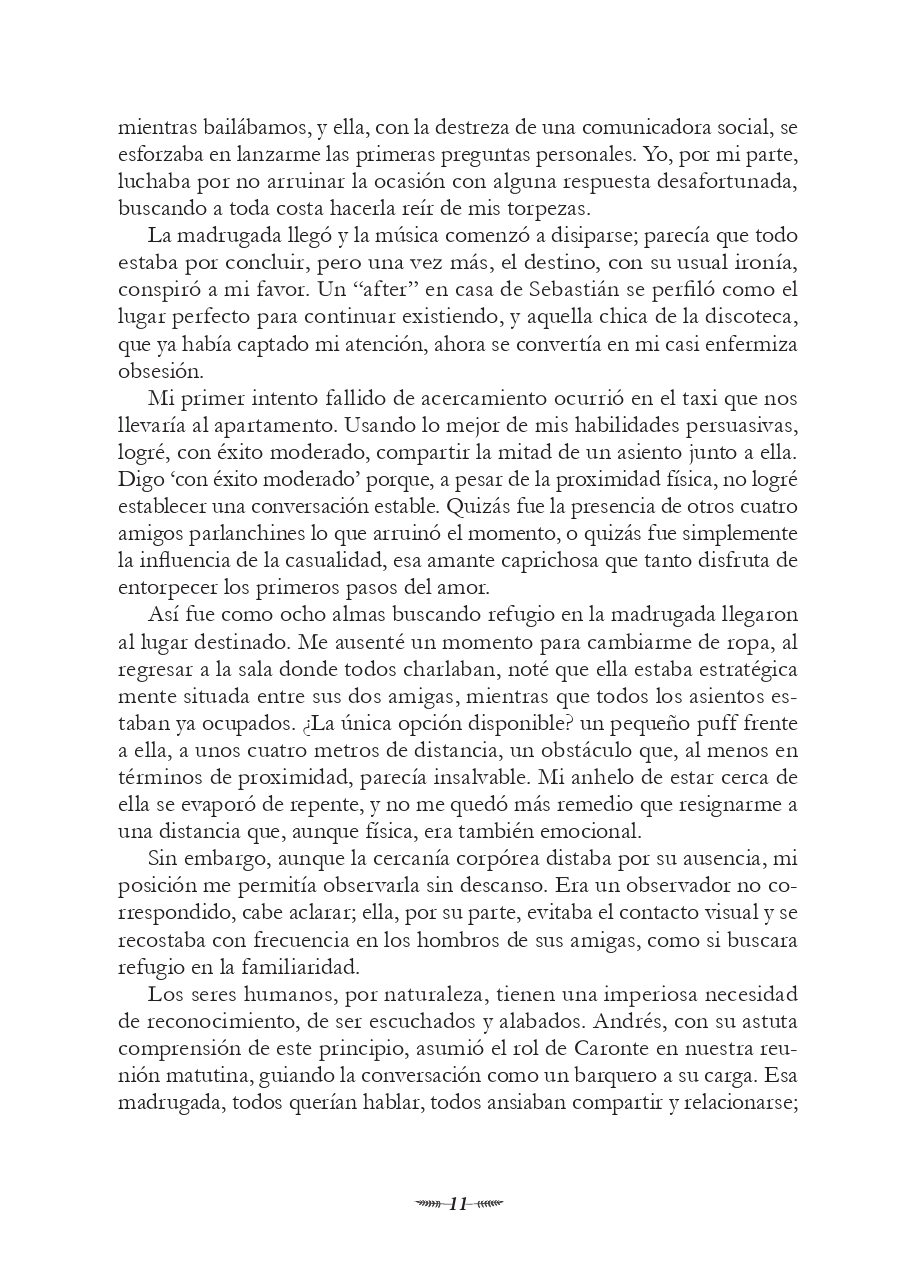 mientras bailábamos, y ella, con la destreza de una comunicadora social, se
esforzaba en lanzarme las primeras preguntas personales. Yo, por mi parte,
luchaba por no arruinar la ocasión con alguna respuesta desafortunada,
buscando a toda costa hacerla reír de mis torpezas.
La madrugada llegó y la música comenzó a disiparse; parecía que todo
estaba por concluir, pero una vez más, el destino, con su usual ironía,
conspiró a mi favor. Un “after” en casa de Sebastián se perfiló como el
lugar perfecto para continuar existiendo, y aquella chica de la discoteca,
que ya había captado mi atención, ahora se convertía en mi casi enfermiza
obsesión.
Mi primer intento fallido de acercamiento ocurrió en el taxi que nos
llevaría al apartamento. Usando lo mejor de mis habilidades persuasivas,
logré, con éxito moderado, compartir la mitad de un asiento junto a ella.
Digo ‘con éxito moderado’ porque, a pesar de la proximidad física, no logré
establecer una conversación estable. Quizás fue la presencia de otros cuatro
amigos parlanchines lo que arruinó el momento, o quizás fue simplemente
la influencia de la casualidad, esa amante caprichosa que tanto disfruta de
entorpecer los primeros pasos del amor.
Así fue como ocho almas buscando refugio en la madrugada llegaron
al lugar destinado. Me ausenté un momento para cambiarme de ropa, al
regresar a la sala donde todos charlaban, noté que ella estaba estratégica
mente situada entre sus dos amigas, mientras que todos los asientos es-
taban ya ocupados. ¿La única opción disponible? un pequeño puff frente
a ella, a unos cuatro metros de distancia, un obstáculo que, al menos en
términos de proximidad, parecía insalvable. Mi anhelo de estar cerca de
ella se evaporó de repente, y no me quedó más remedio que resignarme a
una distancia que, aunque física, era también emocional.
Sin embargo, aunque la cercanía corpórea distaba por su ausencia, mi
posición me permitía observarla sin descanso. Era un observador no co-
rrespondido, cabe aclarar; ella, por su parte, evitaba el contacto visual y se
recostaba con frecuencia en los hombros de sus amigas, como si buscara
refugio en la familiaridad.
Los seres humanos, por naturaleza, tienen una imperiosa necesidad
de reconocimiento, de ser escuchados y alabados. Andrés, con su astuta
comprensión de este principio, asumió el rol de Caronte en nuestra reu-
nión matutina, guiando la conversación como un barquero a su carga. Esa
madrugada, todos querían hablar, todos ansiaban compartir y relacionarse;
11